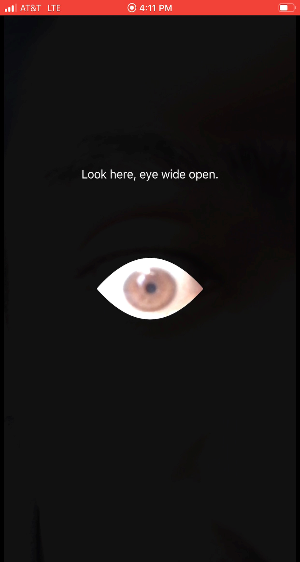 AT&T LTE 4:11 PM
Look here, eye wide open.